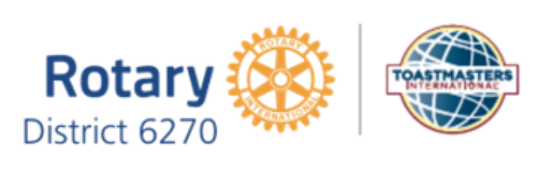 Rotary
District 6270
ROTARY
INTERNATIONAL
TOASTMASTERS
INTERNATIONAL